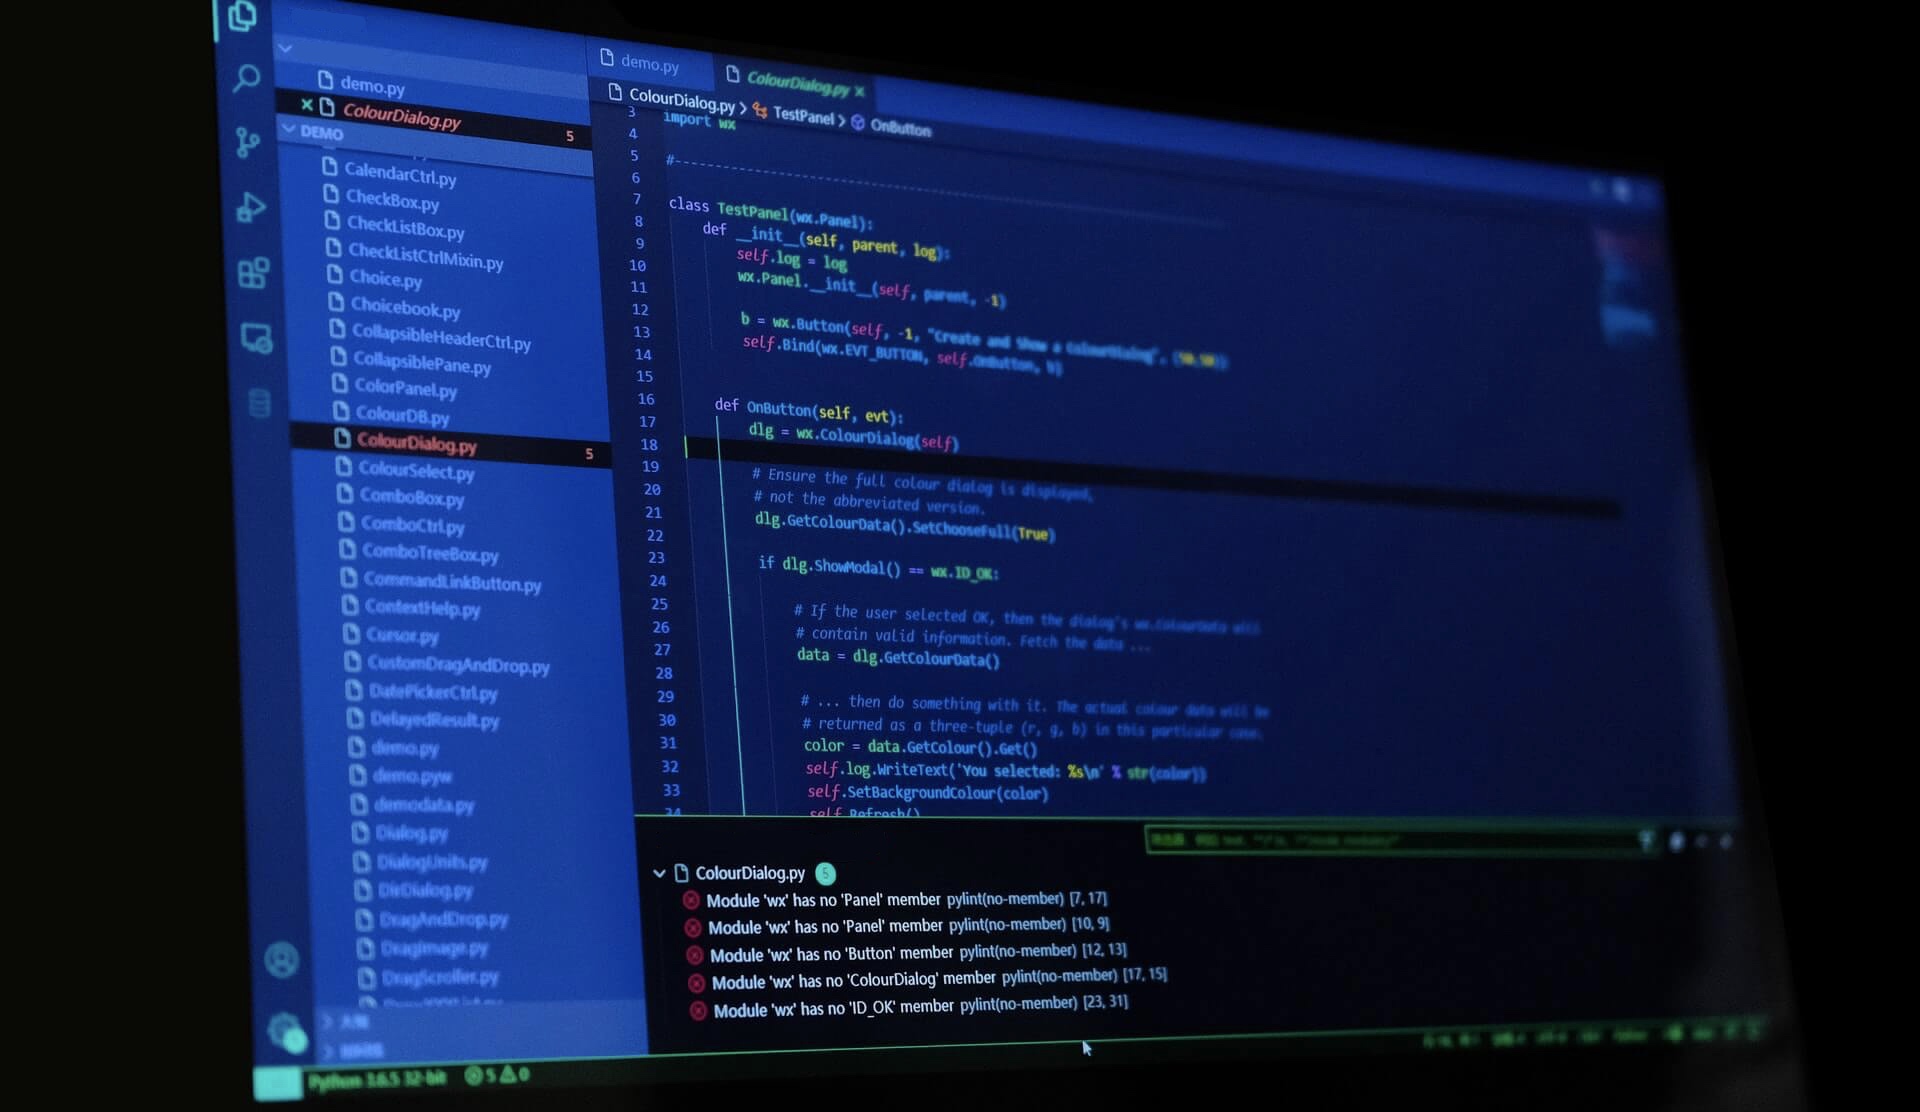 demo.py
ColourDialog.py 5
DEMO
CalendarCtrl.py
CheckBox.py
CheckListBox.py
CheckListCtrlMixin.py
Choice.py
Choicebook.py
CollapsibleHeaderCtrl.py
CollapsiblePane.py
ColorPanel.py
ColourDB.py
ColourDialog.py 5
ColourSelect.py
ComboBox.py
ComboCtrl.py
ComboTreeBox.py
CommandLinkButton.py
ContextHelp.py
Cursor.py
CustomDragAndDrop.py
DatePickerCtrl.py
DelayedResult.py
demo.py
demo.pyw
demodata.py
Dialog.py
DialogUnits.py
DirDialog.py
DragAndDrop.py
DragImage.py
DragScroller.py
demo.py ColourDialog.py
ColourDialog.py > TestPanel > OnButton
3 import wx
4
5 #----------------------------------------------------------------------
6
7 class TestPanel(wx.Panel):
8 def __init__(self, parent, log):
9 self.log = log
10 wx.Panel.__init__(self, parent, -1)
11
12 b = wx.Button(self, -1, "Create and Show a ColourDialog", (50,50))
13 self.Bind(wx.EVT_BUTTON, self.OnButton, b)
14
15
16 def OnButton(self, evt):
17 dlg = wx.ColourDialog(self)
18
19 # Ensure the full colour dialog is displayed,
20 # not the abbreviated version.
21 dlg.GetColourData().SetChooseFull(True)
22
23 if dlg.ShowModal() == wx.ID_OK:
24
25 # If the user selected OK, then the dialog's wx.ColourData will
26 # contain valid information. Fetch the data ...
27 data = dlg.GetColourData()
28
29 # ... then do something with it. The actual colour data will be
30 # returned as a three-tuple (r, g, b) in this particular case.
31 color = data.GetColour().Get()
32 self.log.WriteText('You selected: %s\n' % str(color))
33 self.SetBackgroundColour(color)
34 self.Refresh()
ColourDialog.py 5
Module 'wx' has no 'Panel' member pylint(no-member) [7, 17]
Module 'wx' has no 'Panel' member pylint(no-member) [10, 9]
Module 'wx' has no 'Button' member pylint(no-member) [12, 13]
Module 'wx' has no 'ColourDialog' member pylint(no-member) [17, 15]
Module 'wx' has no 'ID_OK' member pylint(no-member) [23, 31]
Python 3.6.5 32-bit 5 0